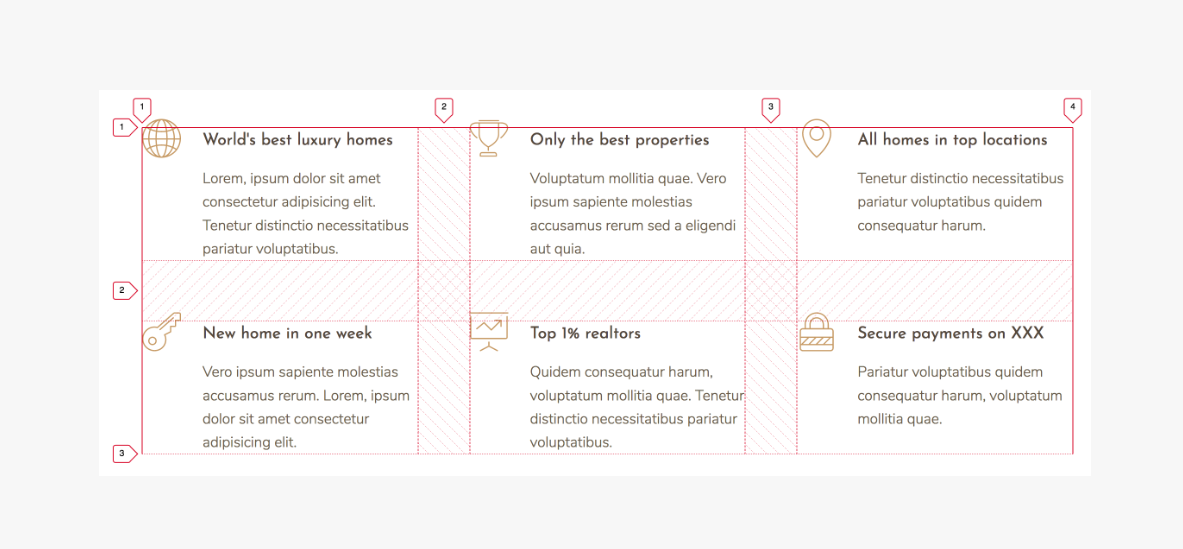 1
2
3
4
1
World's best luxury homes
Lorem, ipsum dolor sit amet
consectetur adipisicing elit.
Tenetur distinctio necessitatibus
pariatur voluptatibus.
Only the best properties
Voluptatum mollitia quae. Vero
ipsum sapiente molestias
accusamus rerum sed a eligendi
aut quia.
All homes in top locations
Tenetur distinctio necessitatibus
pariatur voluptatibus quidem
consequatur harum.
2
New home in one week
Vero ipsum sapiente molestias
accusamus rerum. Lorem, ipsum
dolor sit amet consectetur
adipisicing elit.
Top 1% realtors
Quidem consequatur harum,
voluptatum mollitia quae. Tenetur
distinctio necessitatibus pariatur
voluptatibus.
Secure payments on XXX
Pariatur voluptatibus quidem
consequatur harum, voluptatum
mollitia quae.
3